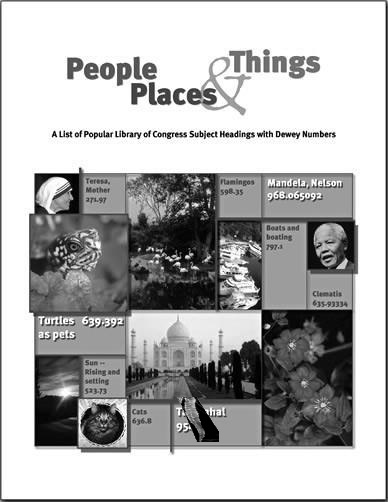 People
Places
&
Things
A List of Popular Library of Congress Subject Headings with Dewey Numbers
Teresa,
Mother
271.97
Flamingos
598.35
Mandela, Nelson
968.065092
Boats and
boating
797.1
Clematis
635.93334
Turtles 639.392
as pets
Sun --
Rising and
setting
523.73
Cats
636.8